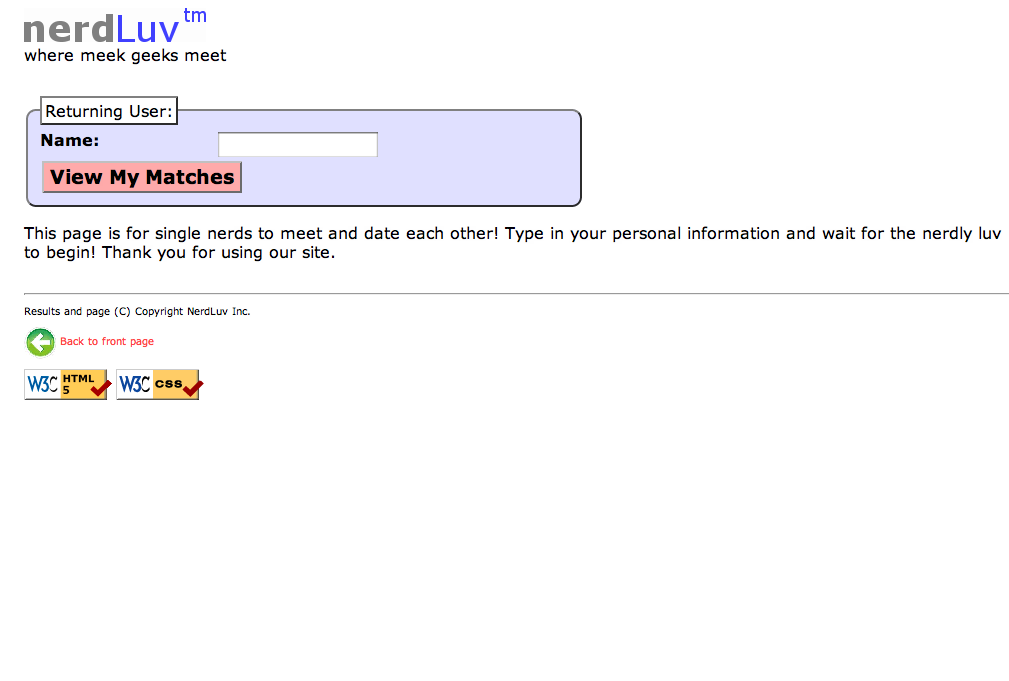 nerdLuv tm
where meek geeks meet
Returning User:
Name:
View My Matches
This page is for single nerds to meet and date each other! Type in your personal information and wait for the nerdly luv
to begin! Thank you for using our site.
Results and page (C) Copyright NerdLuv Inc.
Back to front page
W3C HTML 5 W3C css